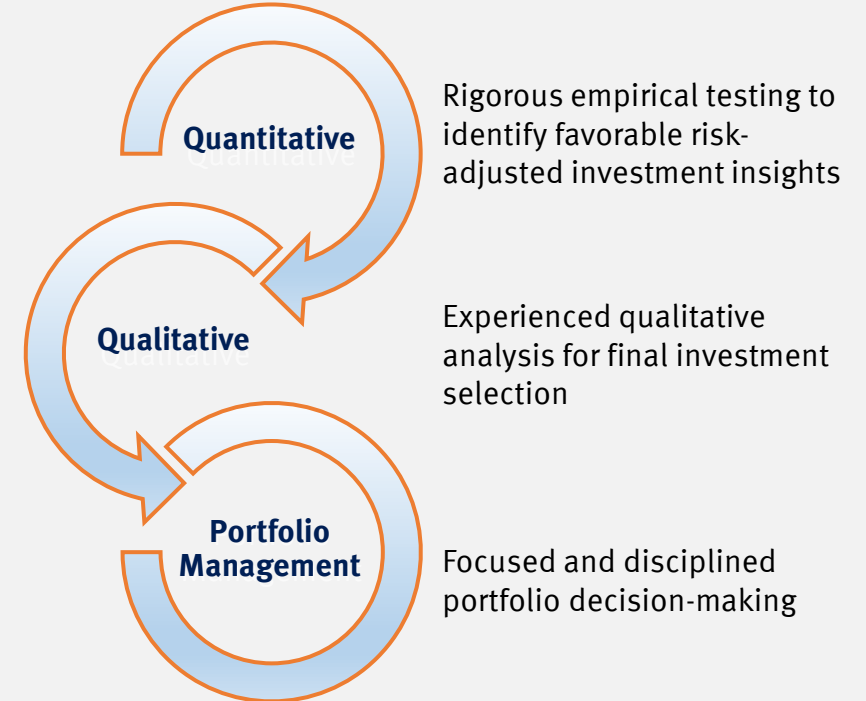 Quantitative
Rigorous empirical testing to
identify favorable risk-
adjusted investment insights
Qualitative
Experienced qualitative
analysis for final investment
selection
Portfolio
Management
Focused and disciplined
portfolio decision-making